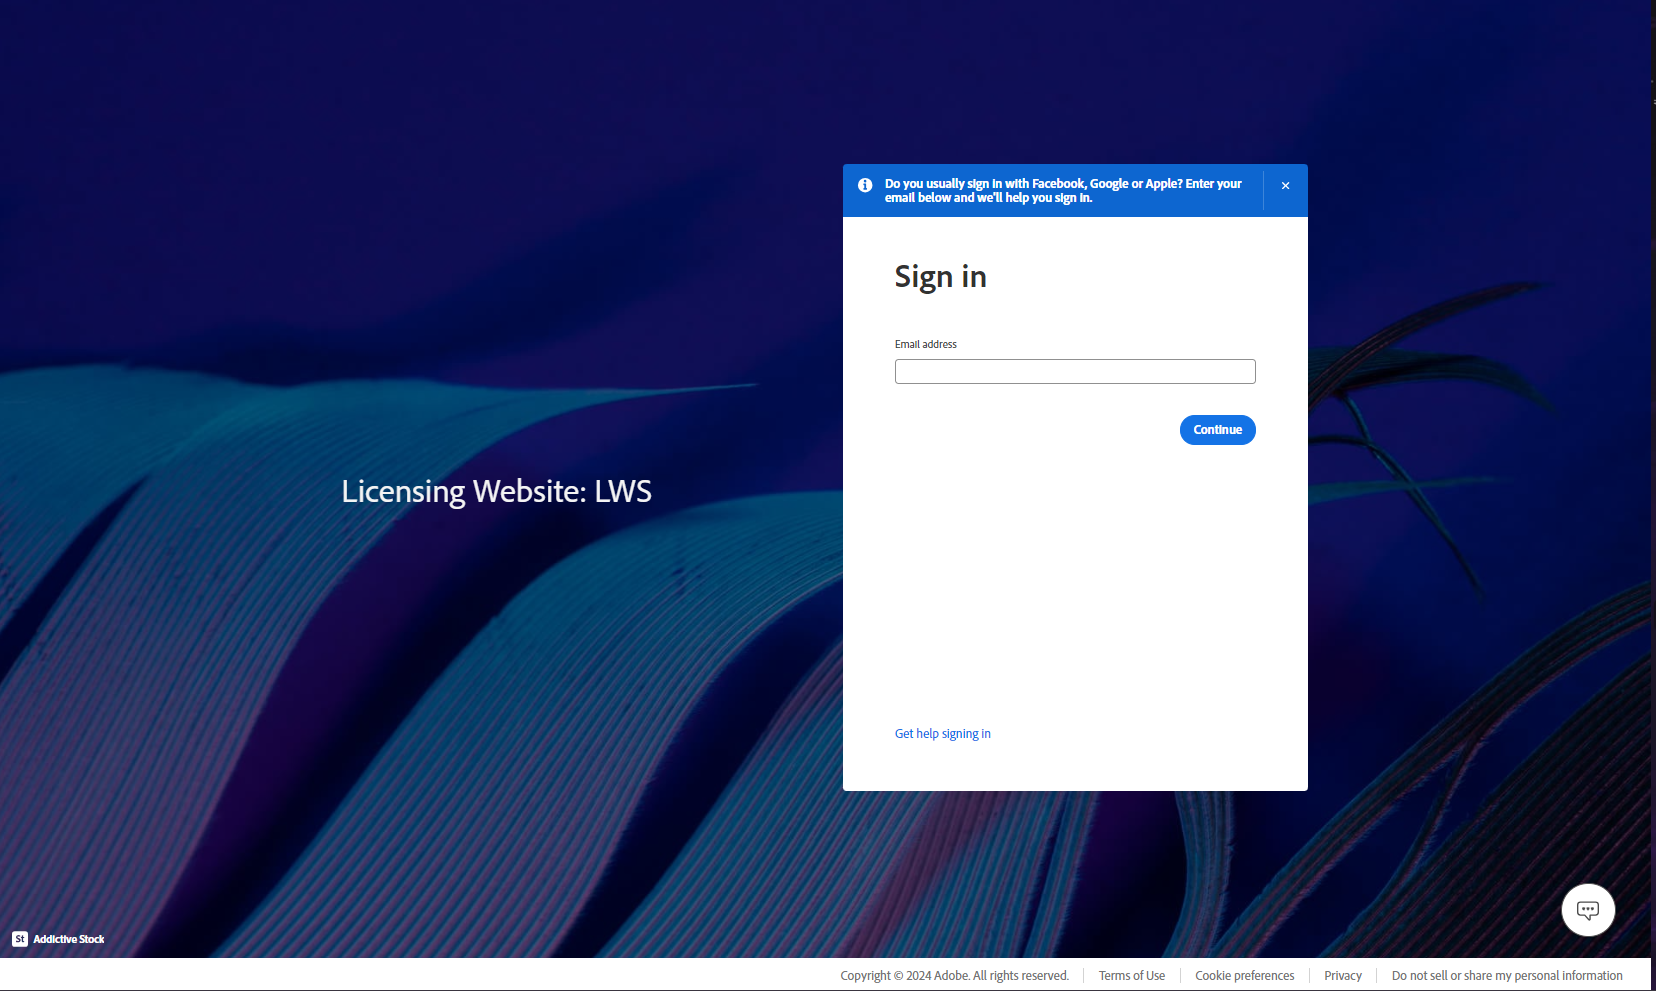 Do you usually sign in with Facebook, Google or Apple? Enter your
email below and we'll help you sign in.
Sign in
Email address
Continue
Licensing Website: LWS
Get help signing in
St Addictive Stock
Copyright © 2024 Adobe. All rights reserved.
Terms of Use
Cookie preferences
Privacy
Do not sell or share my personal information